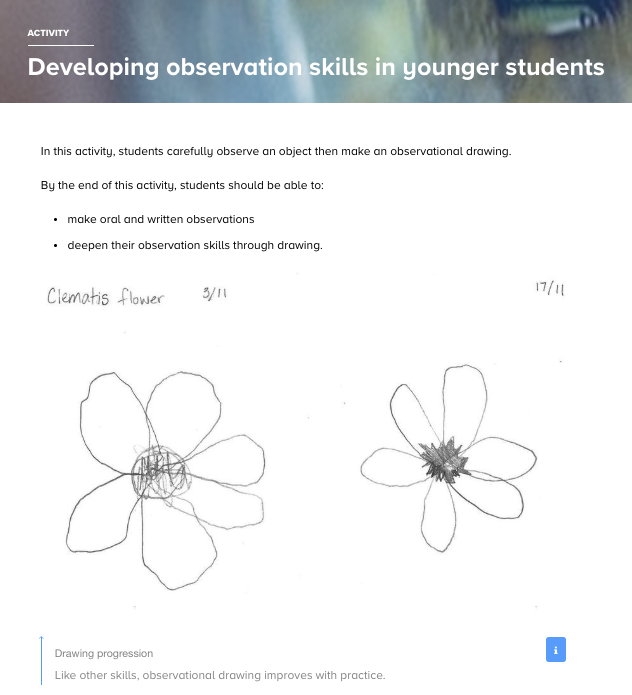 ACTIVITY
Developing observation skills in younger students
In this activity, students carefully observe an object then make an observational drawing.
By the end of this activity, students should be able to:
• make oral and written observations
• deepen their observation skills through drawing.
Clematis flower 3/11 17/11
Drawing progression
i
Like other skills, observational drawing improves with practice.